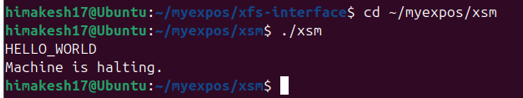 himakesh17@Ubuntu:~/myexpos/xfs-interface$ cd ~/myexpos/xsm
himakesh17@Ubuntu:~/myexpos/xsm$ ./xsm
HELLO_WORLD
Machine is halting.
himakesh17@Ubuntu:~/myexpos/xsm$